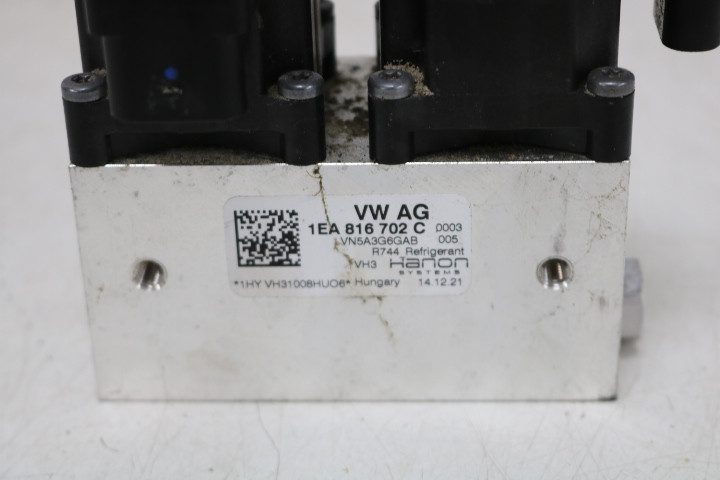 VW AG
1EA 816 702 C 0003
VN5A3G6GAB 005
R744 Refrigerant
VH3 Hanon
SYSTEMS
*1HY VH31008HUO6* Hungary 14.12.21